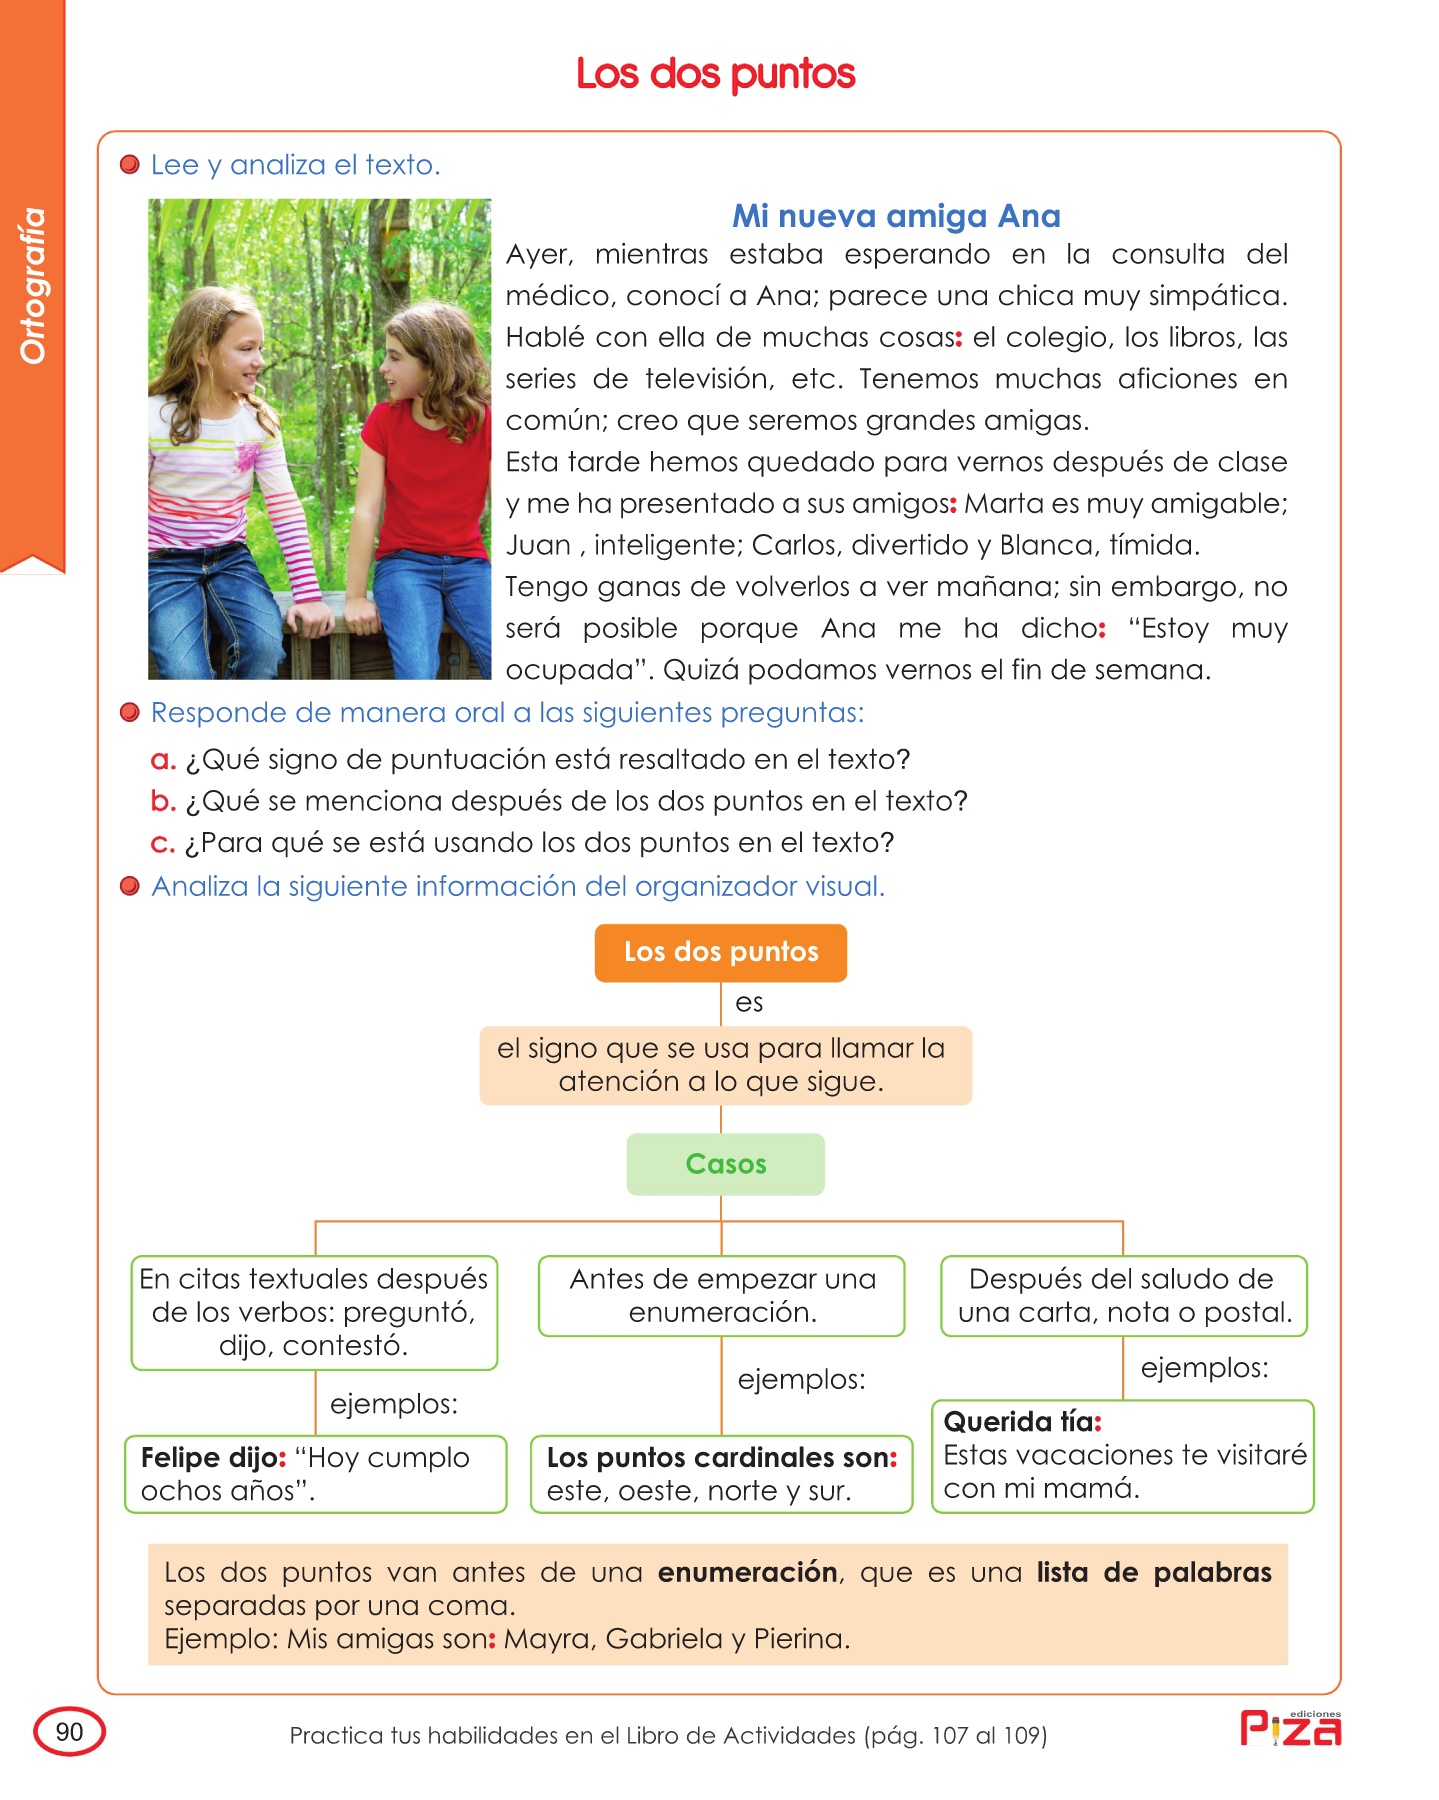 Los dos puntos
Ortografía
Lee y analiza el texto.
Mi nueva amiga Ana
Ayer, mientras estaba esperando en la consulta del
médico, conocí a Ana; parece una chica muy simpática.
Hablé con ella de muchas cosas: el colegio, los libros, las
series de televisión, etc. Tenemos muchas aficiones en
común; creo que seremos grandes amigas.
Esta tarde hemos quedado para vernos después de clase
y me ha presentado a sus amigos: Marta es muy amigable;
Juan , inteligente; Carlos, divertido y Blanca, tímida.
Tengo ganas de volverlos a ver mañana; sin embargo, no
será posible porque Ana me ha dicho: “Estoy muy
ocupada”. Quizá podamos vernos el fin de semana.
Responde de manera oral a las siguientes preguntas:
a. ¿Qué signo de puntuación está resaltado en el texto?
b. ¿Qué se menciona después de los dos puntos en el texto?
c. ¿Para qué se está usando los dos puntos en el texto?
Analiza la siguiente información del organizador visual.
Los dos puntos
es
el signo que se usa para llamar la
atención a lo que sigue.
Casos
En citas textuales después
de los verbos: preguntó,
dijo, contestó.
ejemplos:
Felipe dijo: “Hoy cumplo
ochos años”.
Antes de empezar una
enumeración.
ejemplos:
Los puntos cardinales son:
este, oeste, norte y sur.
Después del saludo de
una carta, nota o postal.
ejemplos:
Querida tía:
Estas vacaciones te visitaré
con mi mamá.
Los dos puntos van antes de una enumeración, que es una lista de palabras
separadas por una coma.
Ejemplo: Mis amigas son: Mayra, Gabriela y Pierina.
90
Practica tus habilidades en el Libro de Actividades (pág. 107 al 109)
ediciones
Piza